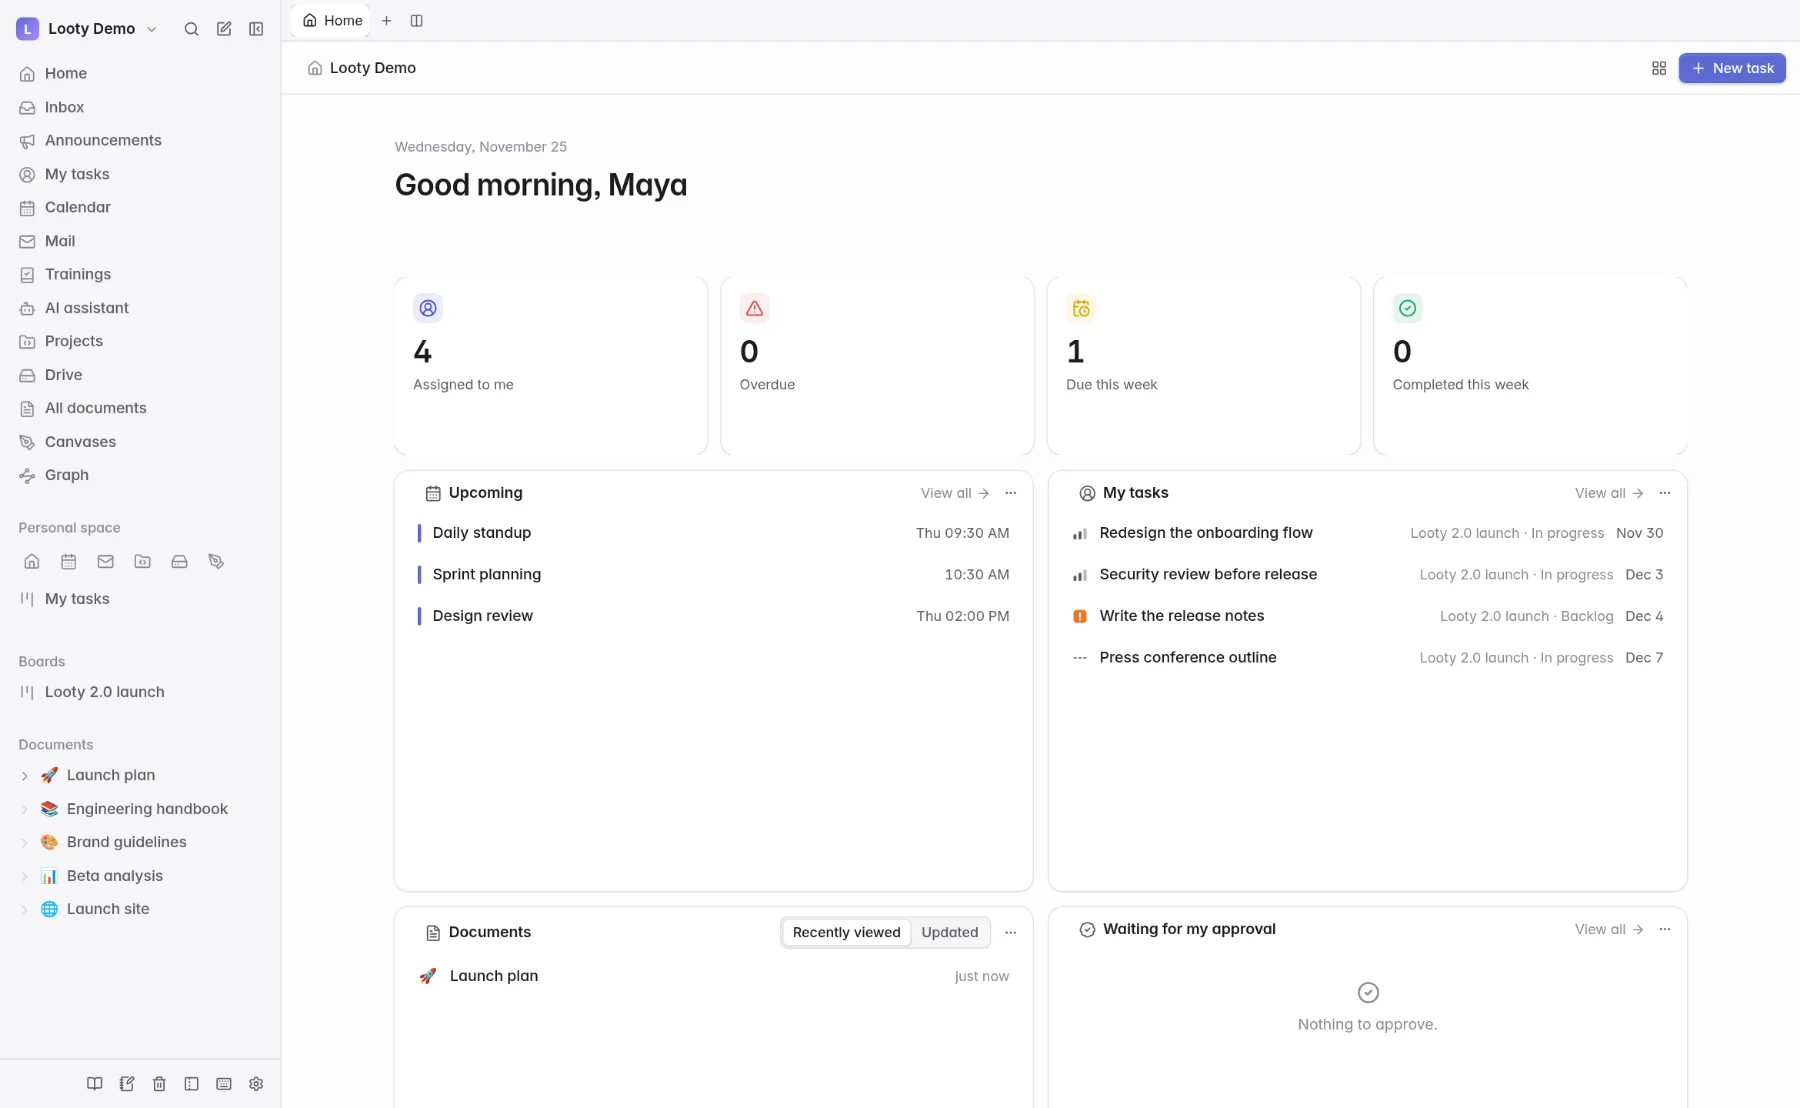 L Looty Demo
Home
Inbox
Announcements
My tasks
Calendar
Mail
Trainings
AI assistant
Projects
Drive
All documents
Canvases
Graph
Personal space
My tasks
Boards
Looty 2.0 launch
Documents
🚀 Launch plan
📚 Engineering handbook
🎨 Brand guidelines
📊 Beta analysis
🌐 Launch site
Home
Looty Demo
New task
Wednesday, November 25
Good morning, Maya
4
Assigned to me
0
Overdue
1
Due this week
0
Completed this week
Upcoming View all →
Daily standup Thu 09:30 AM
Sprint planning 10:30 AM
Design review Thu 02:00 PM
My tasks View all →
Redesign the onboarding flow Looty 2.0 launch · In progress Nov 30
Security review before release Looty 2.0 launch · In progress Dec 3
Write the release notes Looty 2.0 launch · Backlog Dec 4
Press conference outline Looty 2.0 launch · In progress Dec 7
Documents Recently viewed Updated
🚀 Launch plan just now
Waiting for my approval View all →
Nothing to approve.